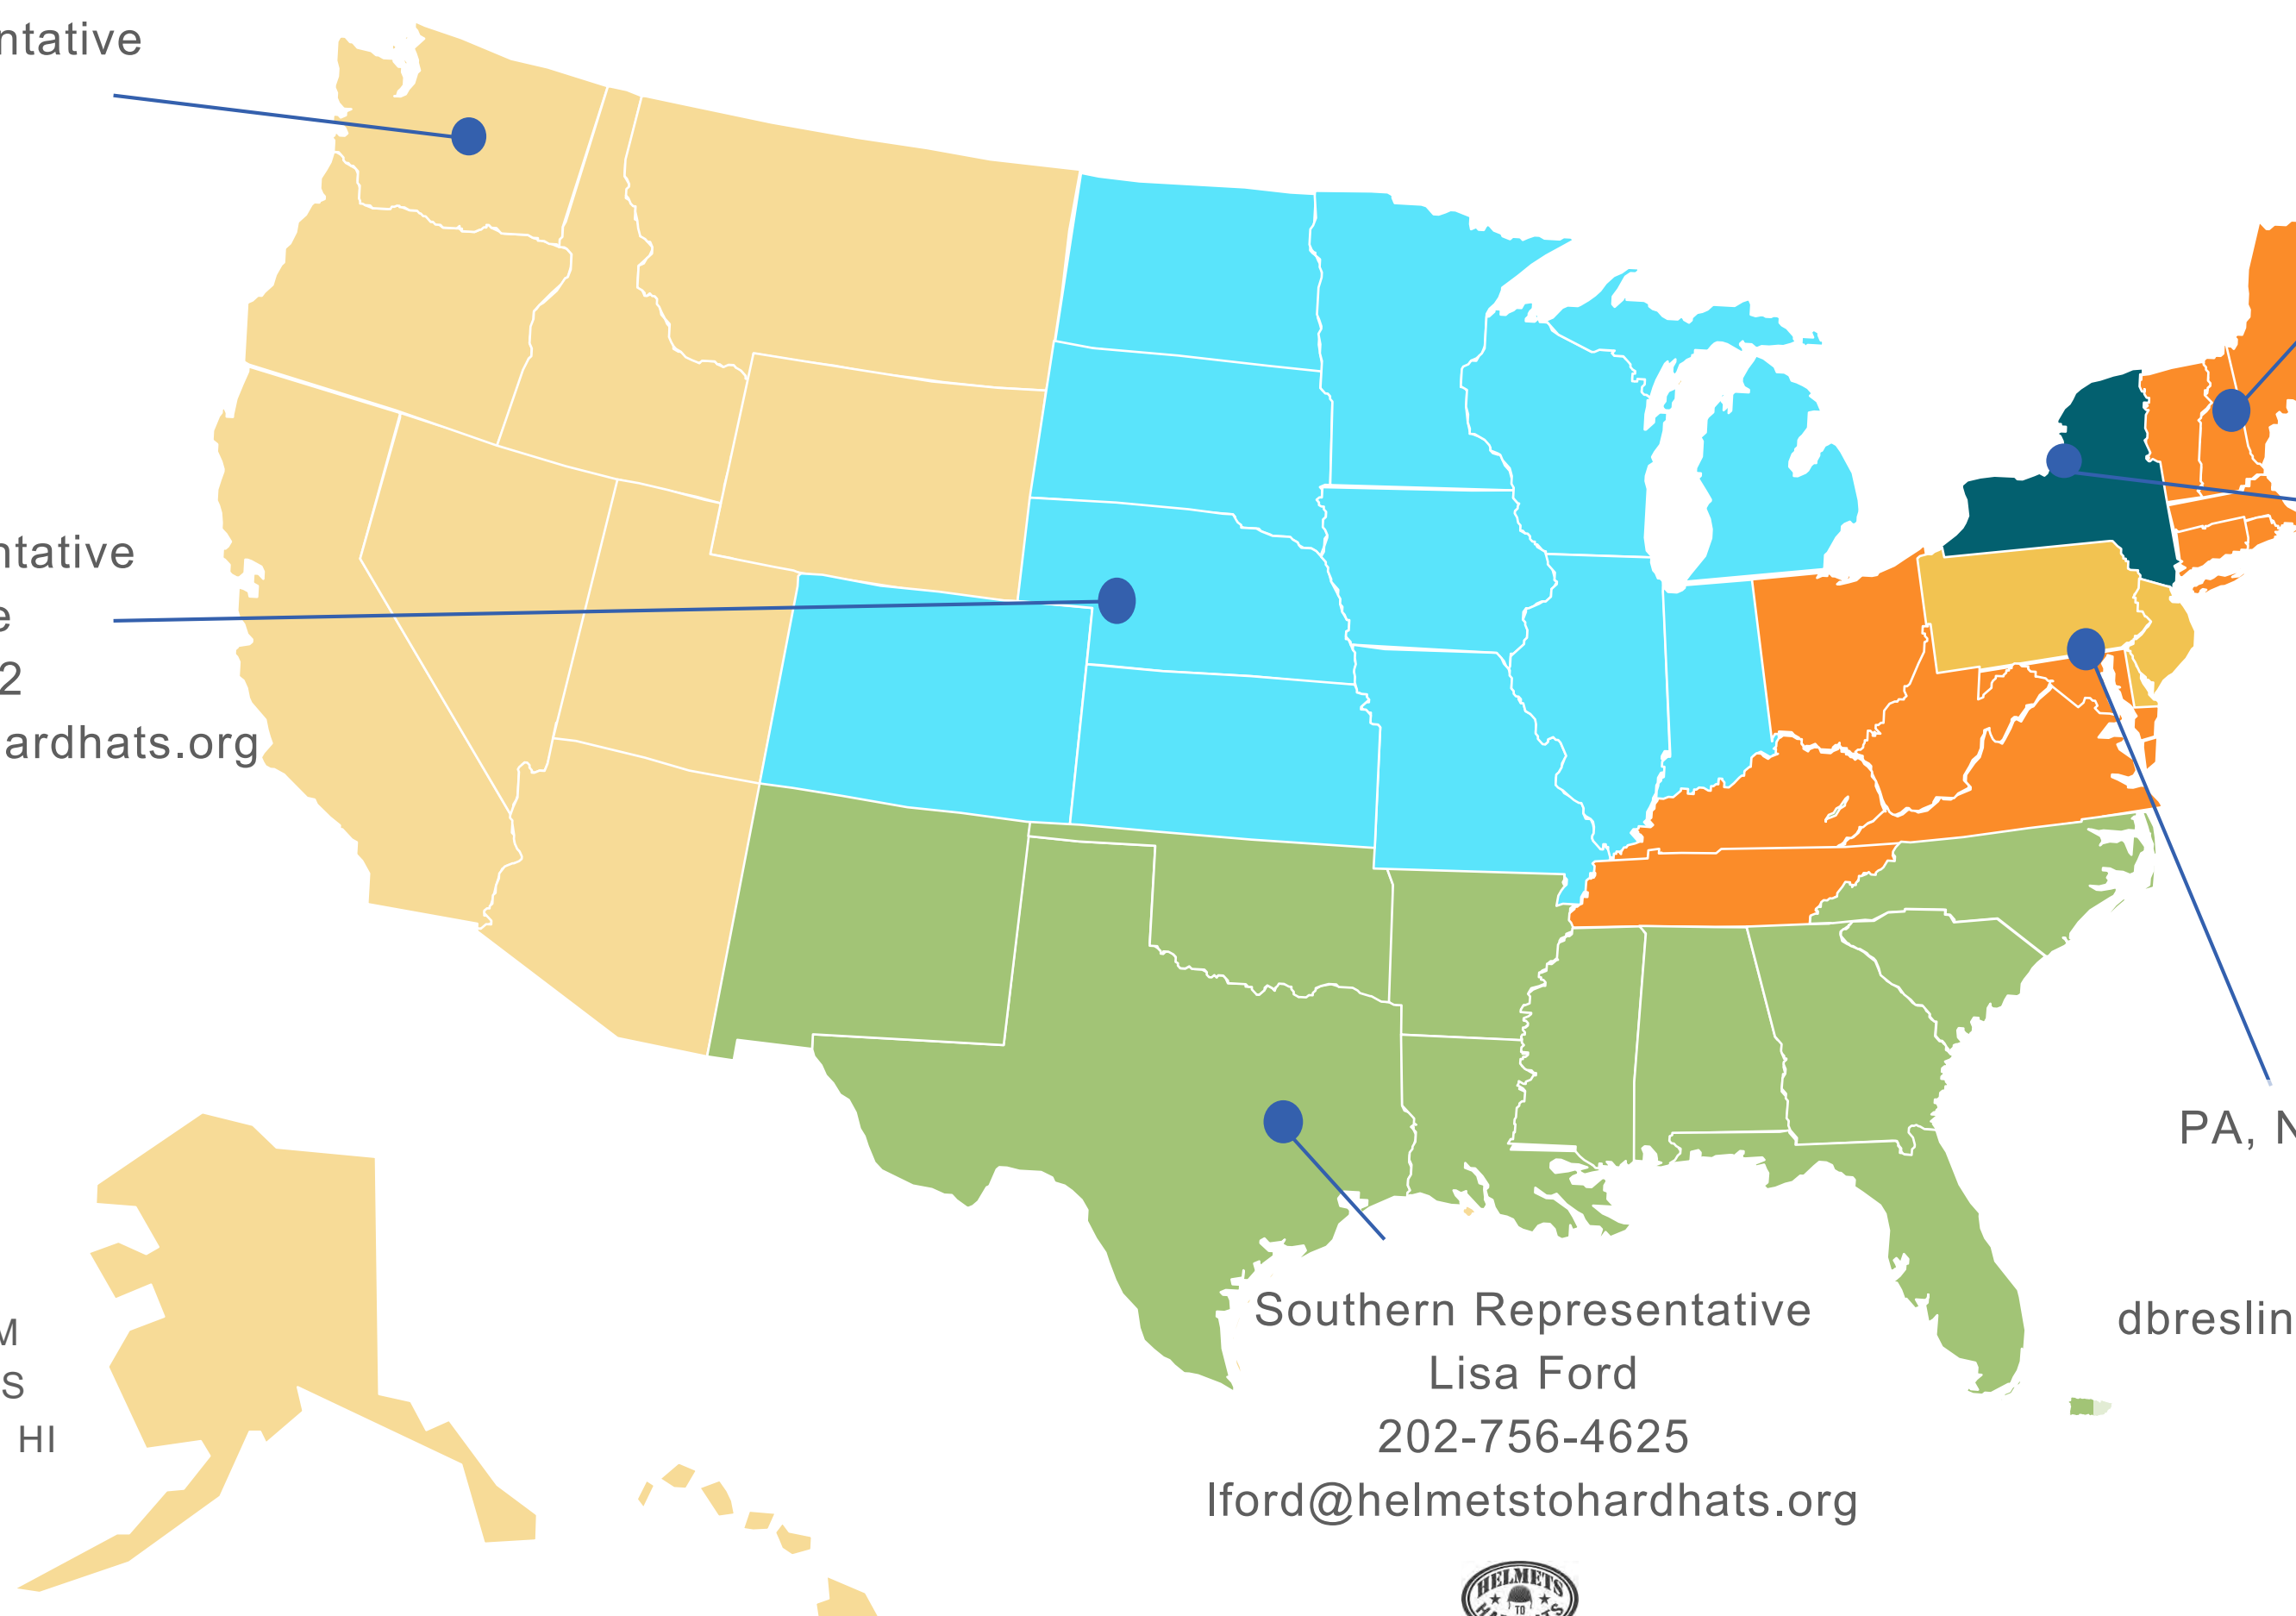 ntative
ntative
e
2
ardhats.org
PA, N
M
S
HI
Southern Representative
Lisa Ford
202-756-4625
lford@helmetstohardhats.org
dbreslin
HELMETS
TO